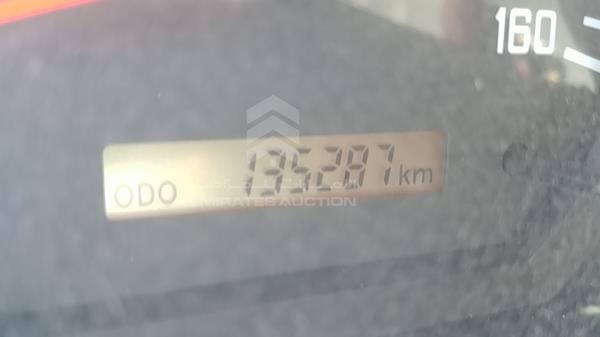 160
ODO 135287 km
EMIRATES AUCTION